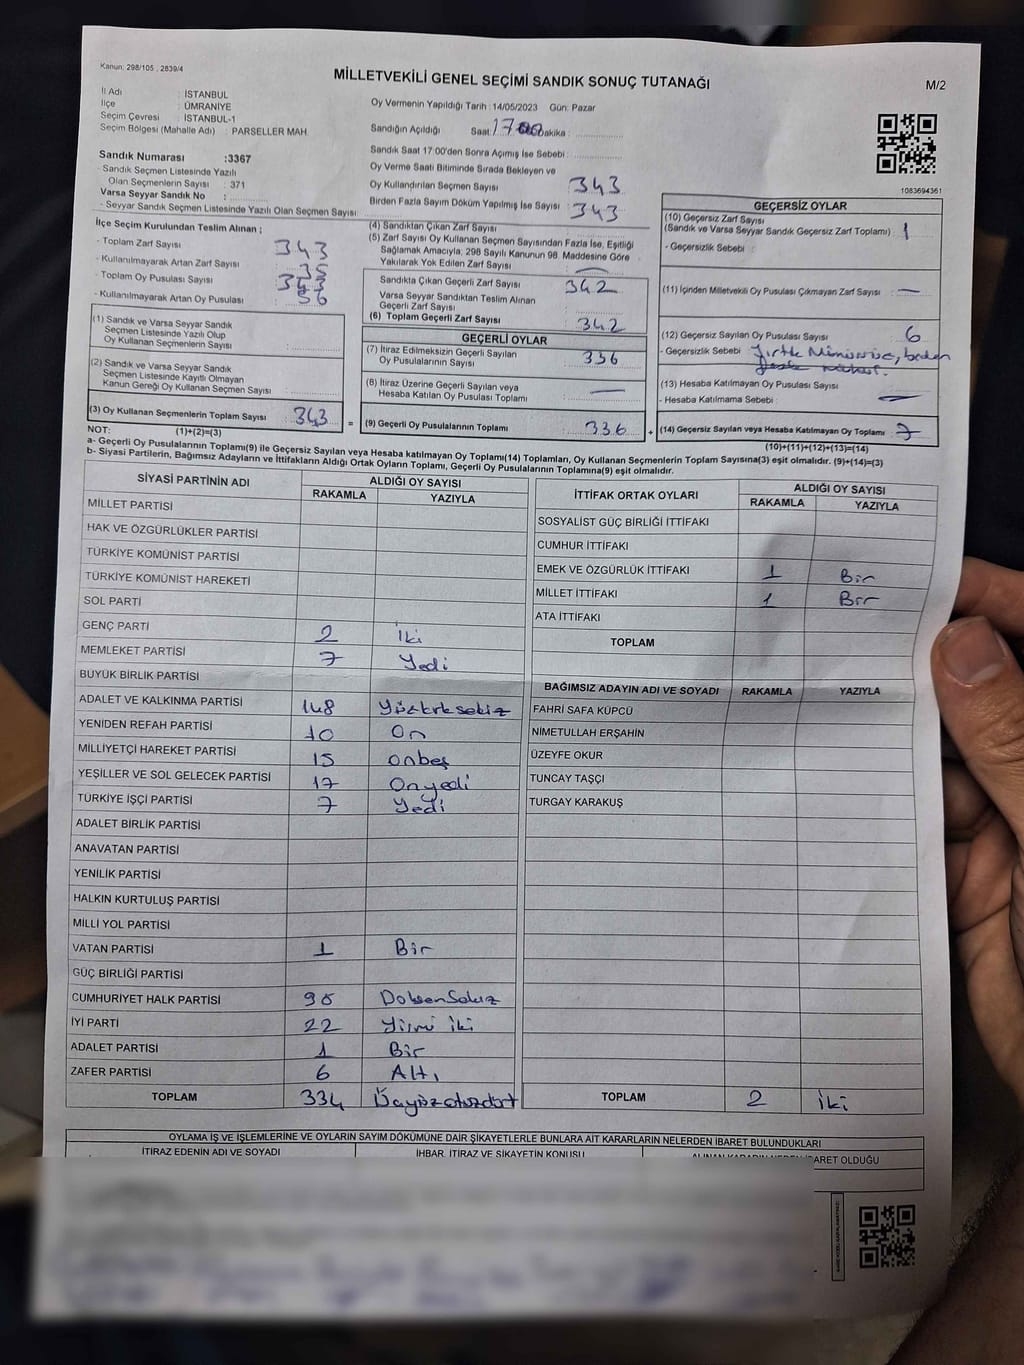 Kanun: 298/105 , 2839/4
MİLLETVEKİLİ GENEL SEÇİMİ SANDIK SONUÇ TUTANAĞI
M/2
İl Adı : İSTANBUL
İlçe : ÜMRANİYE
Seçim Çevresi : İSTANBUL-1
Seçim Bölgesi (Mahalle Adı) : PARSELLER MAH.
Oy Vermenin Yapıldığı Tarih : 14/05/2023 Gün: Pazar
Sandığın Açıldığı Saat: 17 00 Dakika :
Sandık Saat 17:00'den Sonra Açılmış İse Sebebi :
Oy Verme Saati Bitiminde Sırada Bekleyen ve
Oy Kullandırılan Seçmen Sayısı 343
Birden Fazla Sayım Döküm Yapılmış İse Sayısı : 343
1083694361
Sandık Numarası :3367
- Sandık Seçmen Listesinde Yazılı
Olan Seçmenlerin Sayısı : 371
Varsa Seyyar Sandık No :
- Seyyar Sandık Seçmen Listesinde Yazılı Olan Seçmen Sayısı
İlçe Seçim Kurulundan Teslim Alınan ;
- Toplam Zarf Sayısı 343
- Kullanılmayarak Artan Zarf Sayısı : 35
- Toplam Oy Pusulası Sayısı 343
- Kullanılmayarak Artan Oy Pusulası : 56
(1) Sandık ve Varsa Seyyar Sandık
Seçmen Listesinde Yazılı Olup
Oy Kullanan Seçmenlerin Sayısı :
(2) Sandık ve Varsa Seyyar Sandık
Seçmen Listesinde Kayıtlı Olmayan
Kanun Gereği Oy Kullanan Seçmen Sayısı :
(3) Oy Kullanan Seçmenlerin Toplam Sayısı : 343
(1)+(2)=(3)
(4) Sandıktan Çıkan Zarf Sayısı
(5) Zarf Sayısı Oy Kullanan Seçmen Sayısından Fazla İse, Eşitliği
Sağlamak Amacıyla; 298 Sayılı Kanunun 98. Maddesine Göre
Yakılarak Yok Edilen Zarf Sayısı : —
Sandıkta Çıkan Geçerli Zarf Sayısı : 342
Varsa Seyyar Sandıktan Teslim Alınan
Geçerli Zarf Sayısı
(6) Toplam Geçerli Zarf Sayısı : 342
GEÇERLİ OYLAR
(7) İtiraz Edilmeksizin Geçerli Sayılan
Oy Pusulalarının Sayısı : 336
(8) İtiraz Üzerine Geçerli Sayılan veya
Hesaba Katılan Oy Pusulası Toplamı : —
= (9) Geçerli Oy Pusulalarının Toplamı : 336 +
GEÇERSİZ OYLAR
(10) Geçersiz Zarf Sayısı
(Sandık ve Varsa Seyyar Sandık Geçersiz Zarf Toplamı) : 1
- Geçersizlik Sebebi :
(11) İçinden Milletvekili Oy Pusulası Çıkmayan Zarf Sayısı : —
(12) Geçersiz Sayılan Oy Pusulası Sayısı : 6
- Geçersizlik Sebebi
(13) Hesaba Katılmayan Oy Pusulası Sayısı :
- Hesaba Katılmama Sebebi : —
(14) Geçersiz Sayılan veya Hesaba Katılmayan Oy Toplamı : 7
(10)+(11)+(12)+(13)=(14)
NOT:
a- Geçerli Oy Pusulalarının Toplamı(9) ile Geçersiz Sayılan veya Hesaba katılmayan Oy Toplamı(14) Toplamları, Oy Kullanan Seçmenlerin Toplam Sayısına(3) eşit olmalıdır. (9)+(14)=(3)
b- Siyasi Partilerin, Bağımsız Adayların ve İttifakların Aldığı Ortak Oyların Toplamı, Geçerli Oy Pusulalarının Toplamına(9) eşit olmalıdır.
SİYASİ PARTİNİN ADI ALDIĞI OY SAYISI
RAKAMLA YAZIYLA
MİLLET PARTİSİ
HAK VE ÖZGÜRLÜKLER PARTİSİ
TÜRKİYE KOMÜNİST PARTİSİ
TÜRKİYE KOMÜNİST HAREKETİ
SOL PARTİ
GENÇ PARTİ 2 iki
MEMLEKET PARTİSİ 7 Yedi
BÜYÜK BİRLİK PARTİSİ
ADALET VE KALKINMA PARTİSİ 148 Yüzkırksekiz
YENİDEN REFAH PARTİSİ 10 On
MİLLİYETÇİ HAREKET PARTİSİ 15 onbeş
YEŞİLLER VE SOL GELECEK PARTİSİ 17 Onyedi
TÜRKİYE İŞÇİ PARTİSİ 7 Yedi
ADALET BİRLİK PARTİSİ
ANAVATAN PARTİSİ
YENİLİK PARTİSİ
HALKIN KURTULUŞ PARTİSİ
MİLLİ YOL PARTİSİ
VATAN PARTİSİ 1 Bir
GÜÇ BİRLİĞİ PARTİSİ
CUMHURİYET HALK PARTİSİ 98 DoksanSekiz
İYİ PARTİ 22 Yirmi iki
ADALET PARTİSİ 1 Bir
ZAFER PARTİSİ 6 Altı
TOPLAM 334 Üçyüzotuzdört
İTTİFAK ORTAK OYLARI ALDIĞI OY SAYISI
RAKAMLA YAZIYLA
SOSYALİST GÜÇ BİRLİĞİ İTTİFAKI
CUMHUR İTTİFAKI
EMEK VE ÖZGÜRLÜK İTTİFAKI 1 Bir
MİLLET İTTİFAKI 1 Bir
ATA İTTİFAKI
TOPLAM
BAĞIMSIZ ADAYIN ADI VE SOYADI RAKAMLA YAZIYLA
FAHRİ SAFA KÜPCÜ
NİMETULLAH ERŞAHİN
ÜZEYFE OKUR
TUNCAY TAŞÇI
TURGAY KARAKUŞ
TOPLAM 2 iki
OYLAMA İŞ VE İŞLEMLERİNE VE OYLARIN SAYIM DÖKÜMÜNE DAİR ŞİKAYETLERLE BUNLARA AİT KARARLARIN NELERDEN İBARET BULUNDUKLARI
İTİRAZ EDENİN ADI VE SOYADI İHBAR, İTİRAZ VE ŞİKAYETİN KONUSU ALINAN KARARIN NEDEN İBARET OLDUĞU